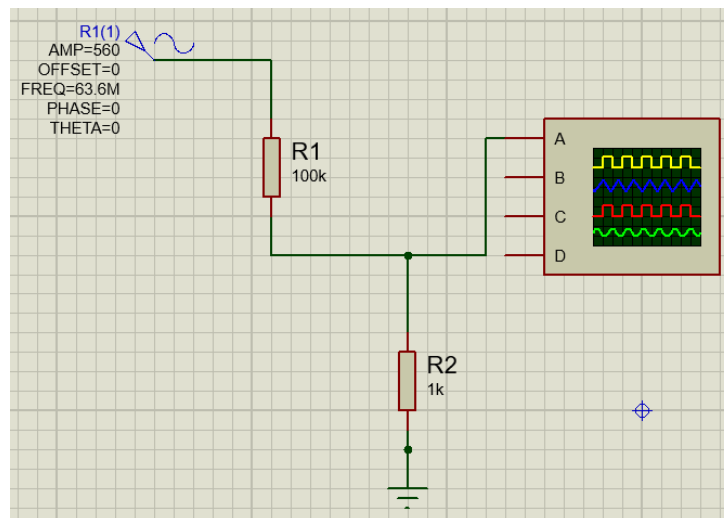 R1(1)
AMP=560
OFFSET=0
FREQ=63.6M
PHASE=0
THETA=0
R1
100k
A
B
C
D
R2
1k